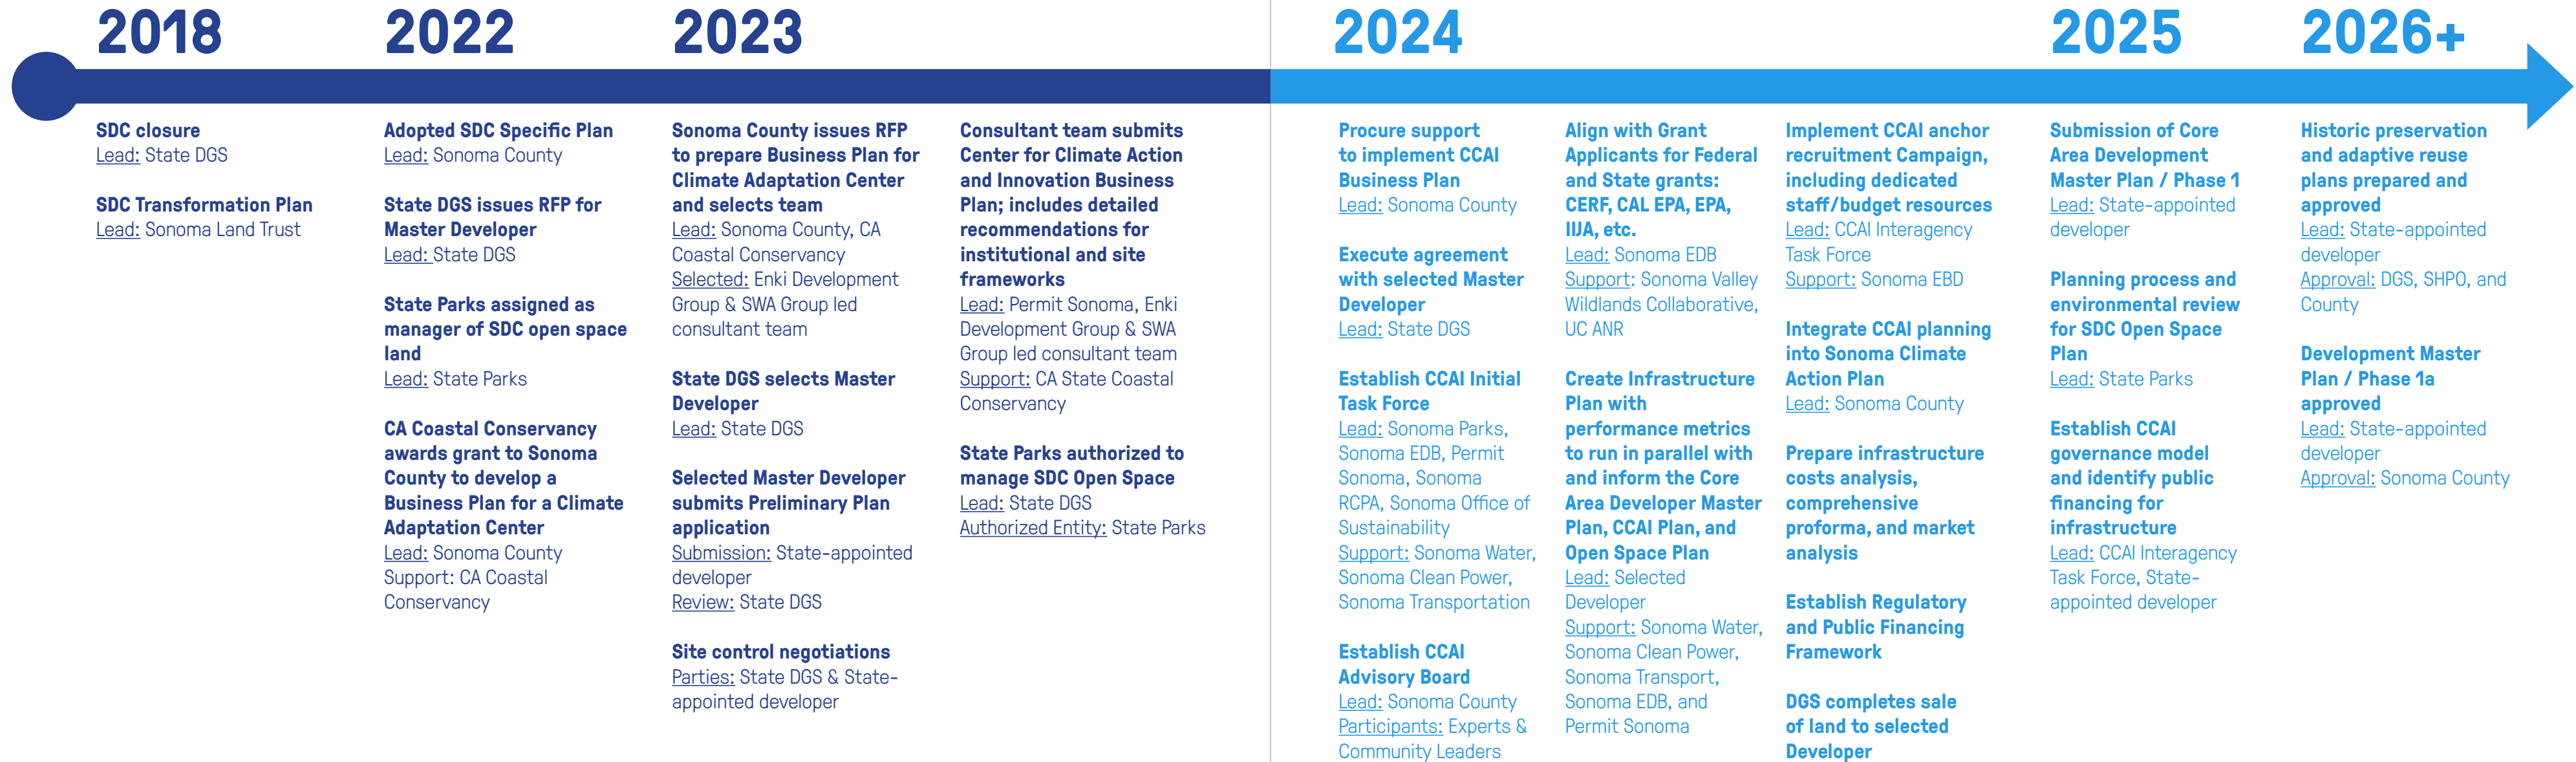 2018
SDC closure
Lead: State DGS
SDC Transformation Plan
Lead: Sonoma Land Trust
2022
Adopted SDC Specific Plan
Lead: Sonoma County
State DGS issues RFP for
Master Developer
Lead: State DGS
State Parks assigned as
manager of SDC open space
land
Lead: State Parks
CA Coastal Conservancy
awards grant to Sonoma
County to develop a
Business Plan for a Climate
Adaptation Center
Lead: Sonoma County
Support: CA Coastal
Conservancy
2023
Sonoma County issues RFP
to prepare Business Plan for
Climate Adaptation Center
and selects team
Lead: Sonoma County, CA
Coastal Conservancy
Selected: Enki Development
Group & SWA Group led
consultant team
State DGS selects Master
Developer
Lead: State DGS
Selected Master Developer
submits Preliminary Plan
application
Submission: State-appointed
developer
Review: State DGS
Site control negotiations
Parties: State DGS & State-
appointed developer
Consultant team submits
Center for Climate Action
and Innovation Business
Plan; includes detailed
recommendations for
institutional and site
frameworks
Lead: Permit Sonoma, Enki
Development Group & SWA
Group led consultant team
Support: CA State Coastal
Conservancy
State Parks authorized to
manage SDC Open Space
Lead: State DGS
Authorized Entity: State Parks
2024
Procure support
to implement CCAI
Business Plan
Lead: Sonoma County
Execute agreement
with selected Master
Developer
Lead: State DGS
Establish CCAI Initial
Task Force
Lead: Sonoma Parks,
Sonoma EDB, Permit
Sonoma, Sonoma
RCPA, Sonoma Office of
Sustainability
Support: Sonoma Water,
Sonoma Clean Power,
Sonoma Transportation
Establish CCAI
Advisory Board
Lead: Sonoma County
Participants: Experts &
Community Leaders
Align with Grant
Applicants for Federal
and State grants:
CERF, CAL EPA, EPA,
IIJA, etc.
Lead: Sonoma EDB
Support: Sonoma Valley
Wildlands Collaborative,
UC ANR
Create Infrastructure
Plan with
performance metrics
to run in parallel with
and inform the Core
Area Developer Master
Plan, CCAI Plan, and
Open Space Plan
Lead: Selected
Developer
Support: Sonoma Water,
Sonoma Clean Power,
Sonoma Transport,
Sonoma EDB, and
Permit Sonoma
Implement CCAI anchor
recruitment Campaign,
including dedicated
staff/budget resources
Lead: CCAI Interagency
Task Force
Support: Sonoma EBD
Integrate CCAI planning
into Sonoma Climate
Action Plan
Lead: Sonoma County
Prepare infrastructure
costs analysis,
comprehensive
proforma, and market
analysis
Establish Regulatory
and Public Financing
Framework
DGS completes sale
of land to selected
Developer
2025
Submission of Core
Area Development
Master Plan / Phase 1
Lead: State-appointed
developer
Planning process and
environmental review
for SDC Open Space
Plan
Lead: State Parks
Establish CCAI
governance model
and identify public
financing for
infrastructure
Lead: CCAI Interagency
Task Force, State-
appointed developer
2026+
Historic preservation
and adaptive reuse
plans prepared and
approved
Lead: State-appointed
developer
Approval: DGS, SHPO, and
County
Development Master
Plan / Phase 1a
approved
Lead: State-appointed
developer
Approval: Sonoma County